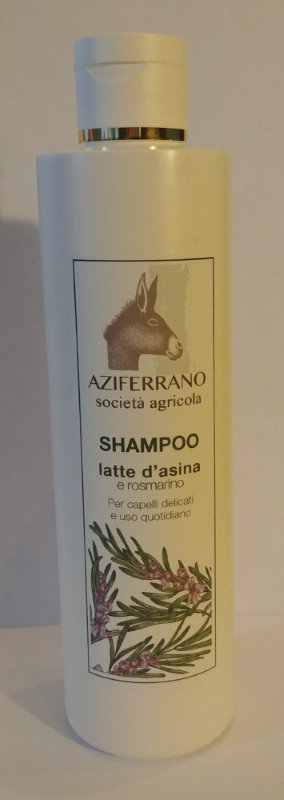 AZIFERRANO
società agricola
SHAMPOO
latte d'asina
e rosmarino
Per capelli delicati
e uso quotidiano